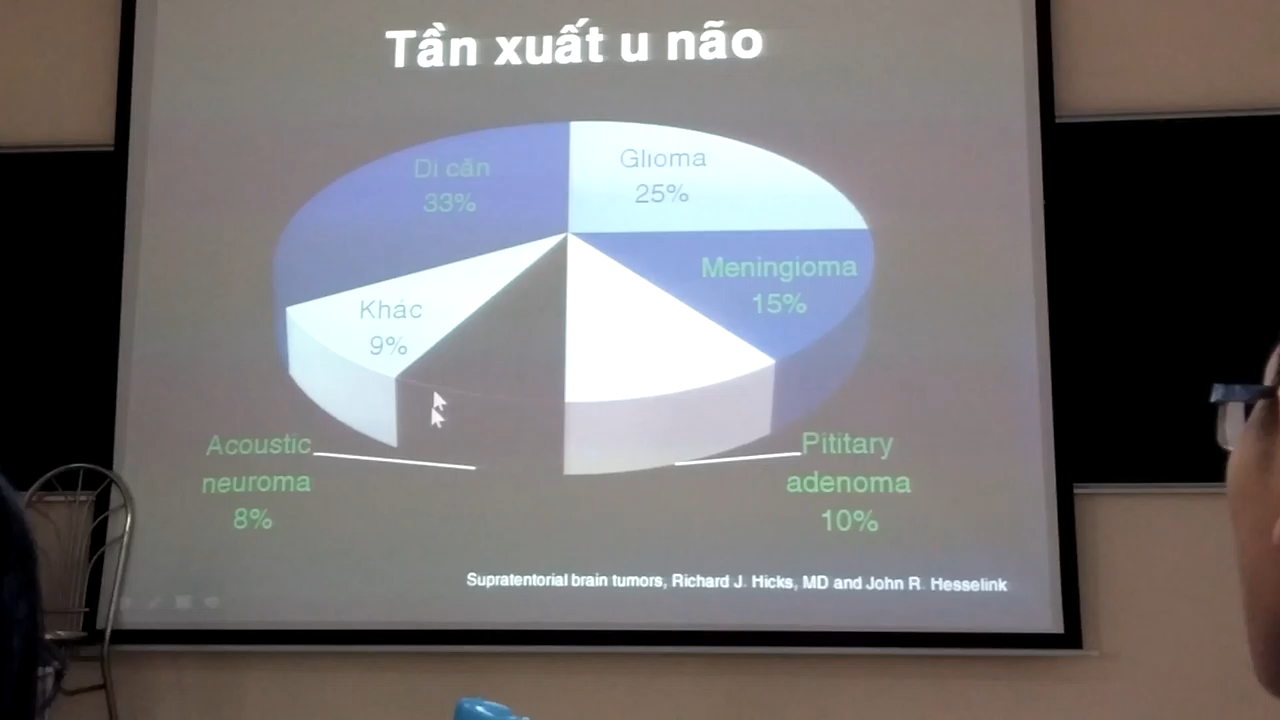 Tần xuất u não
Di căn
33%
Glioma
25%
Meningioma
15%
Khác
9%
Acoustic
neuroma
8%
Pititary
adenoma
10%
Supratentorial brain tumors, Richard J. Hicks, MD and John R. Hesselink